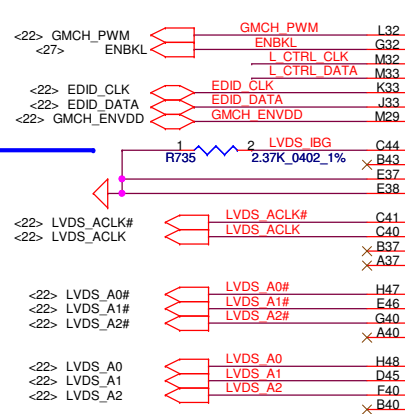 <22> GMCH_PWM GMCH_PWM L32
<27> ENBKL ENBKL G32
L_CTRL_CLK M32
L_CTRL_DATA M33
<22> EDID_CLK EDID_CLK K33
<22> EDID_DATA EDID_DATA J33
<22> GMCH_ENVDD GMCH_ENVDD M29
1 2 LVDS_IBG C44
R735 2.37K_0402_1% B43
E37
E38
<22> LVDS_ACLK# LVDS_ACLK# C41
<22> LVDS_ACLK LVDS_ACLK C40
B37
A37
<22> LVDS_A0# LVDS_A0# H47
<22> LVDS_A1# LVDS_A1# E46
<22> LVDS_A2# LVDS_A2# G40
A40
<22> LVDS_A0 LVDS_A0 H48
<22> LVDS_A1 LVDS_A1 D45
<22> LVDS_A2 LVDS_A2 F40
B40